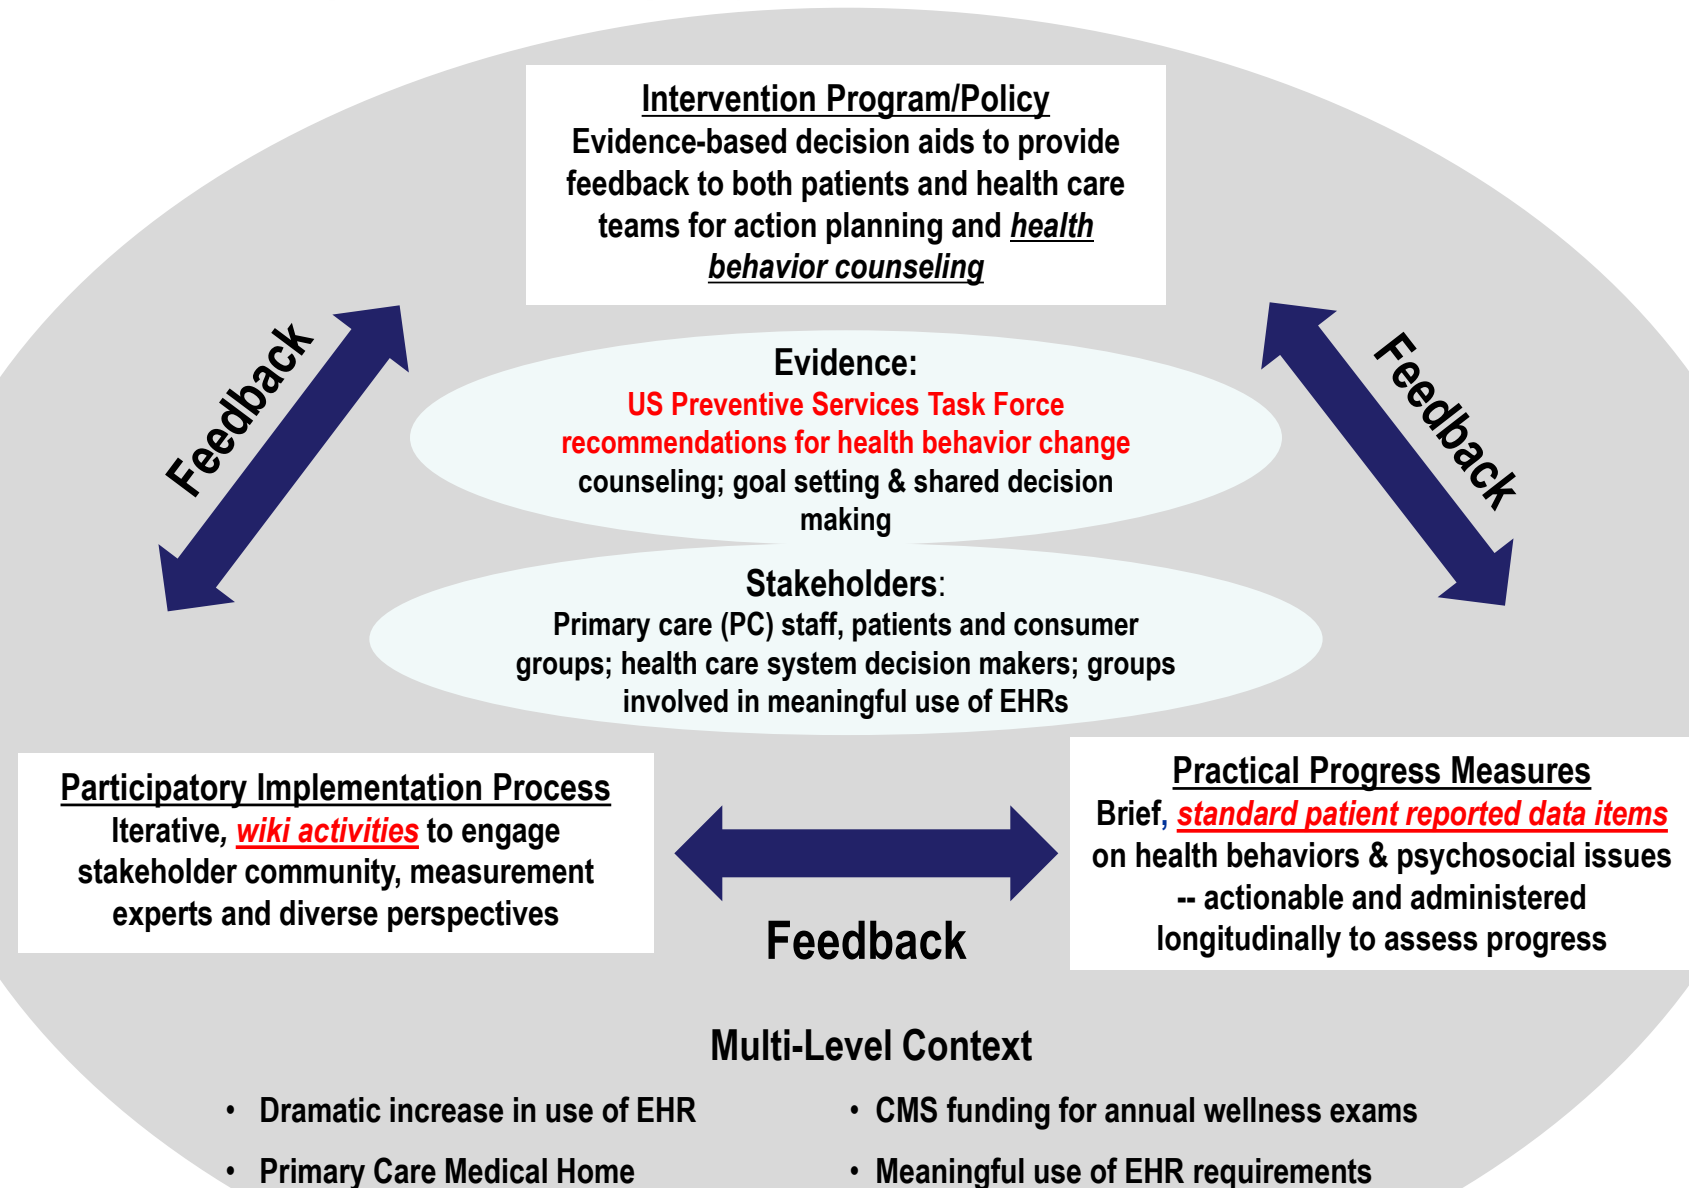 Intervention Program/Policy
Evidence-based decision aids to provide
feedback to both patients and health care
teams for action planning and health
behavior counseling
Feedback
Feedback
Evidence:
US Preventive Services Task Force
recommendations for health behavior change
counseling; goal setting & shared decision
making
Stakeholders:
Primary care (PC) staff, patients and consumer
groups; health care system decision makers; groups
involved in meaningful use of EHRs
Participatory Implementation Process
Iterative, wiki activities to engage
stakeholder community, measurement
experts and diverse perspectives
Practical Progress Measures
Brief, standard patient reported data items
on health behaviors & psychosocial issues
-- actionable and administered
longitudinally to assess progress
Feedback
Multi-Level Context
• Dramatic increase in use of EHR
• Primary Care Medical Home
• CMS funding for annual wellness exams
• Meaningful use of EHR requirements